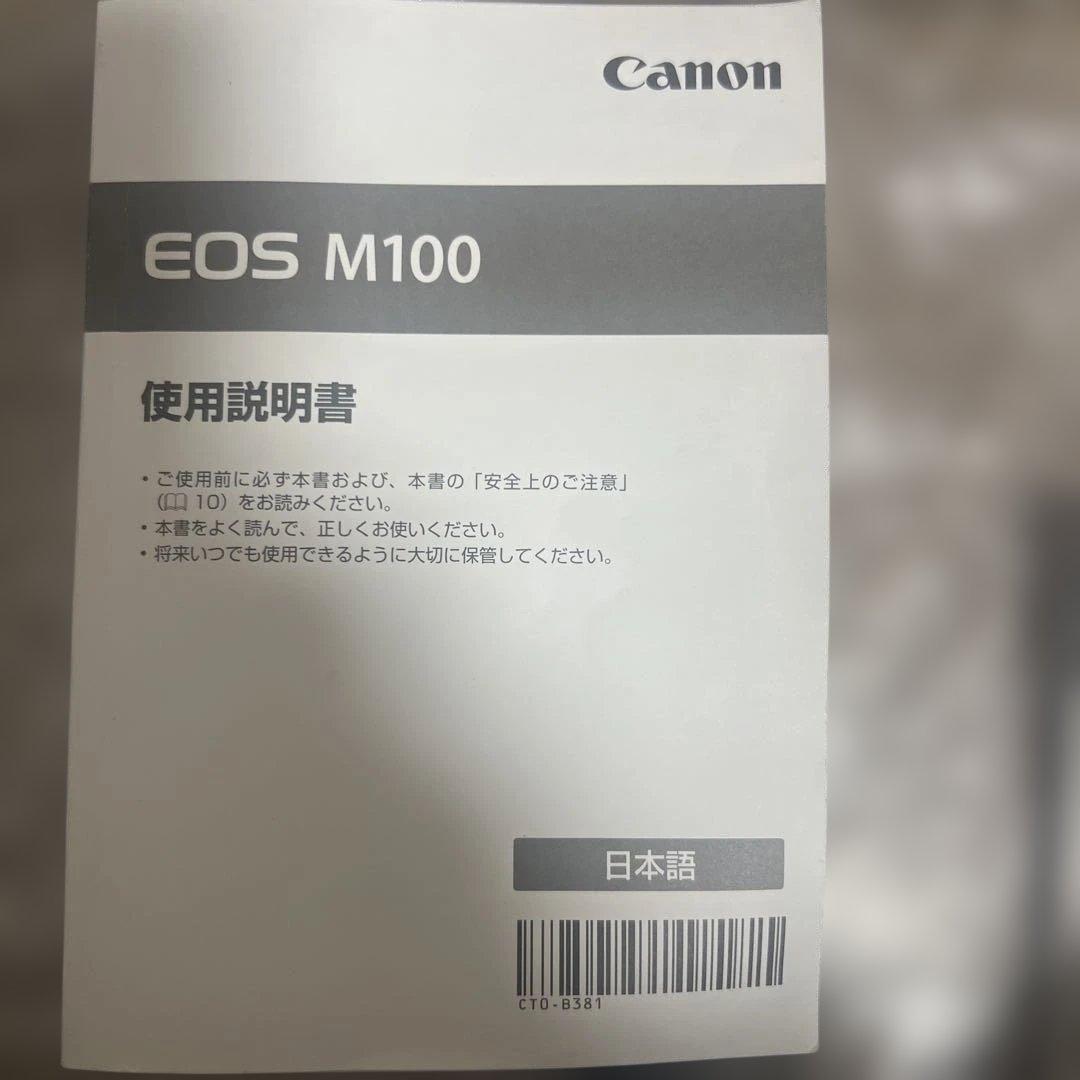 Canon
EOS M100
使用説明書
・ご使用前に必ず本書および、本書の「安全上のご注意」
（📖 10）をお読みください。
・本書をよく読んで、正しくお使いください。
・将来いつでも使用できるように大切に保管してください。
日本語
CT0-B381